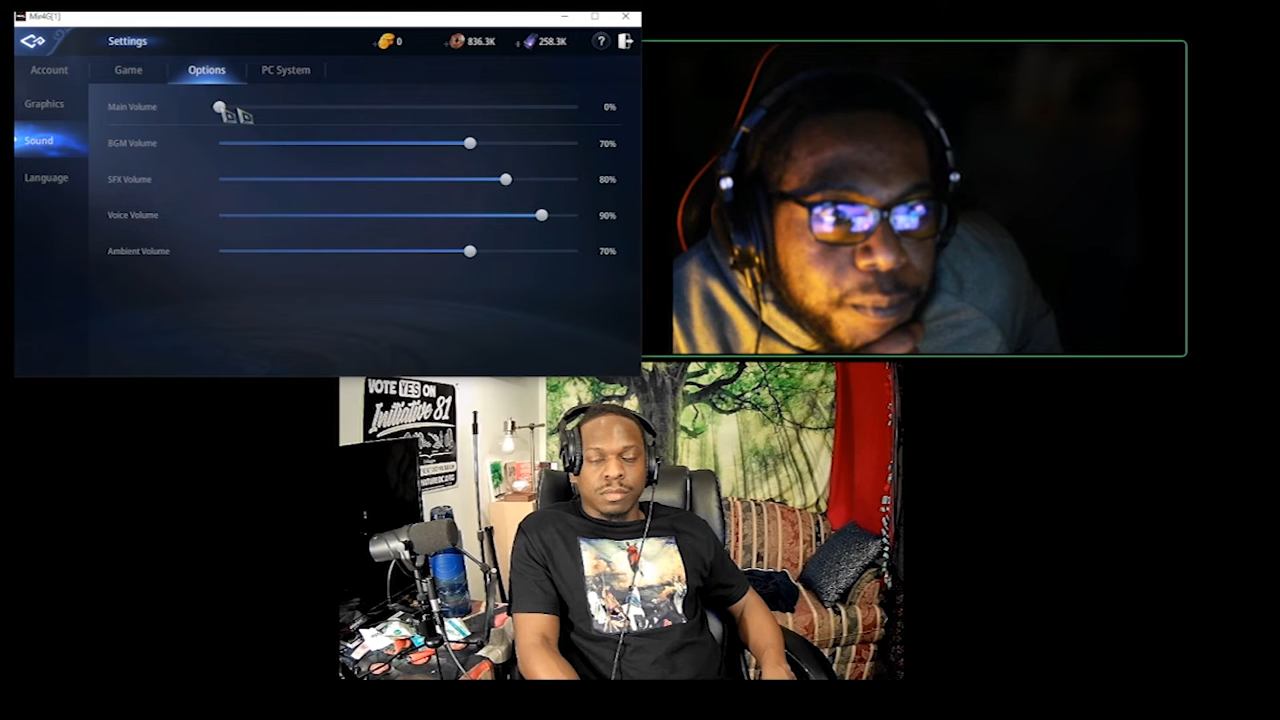 Mir4G[1]
Settings
0
836.3K
258.3K
?
Account
Game
Options
PC System
Graphics
Sound
Language
Main Volume
0%
BGM Volume
70%
SFX Volume
80%
Voice Volume
90%
Ambient Volume
70%
VOTE YES ON
Initiative 81